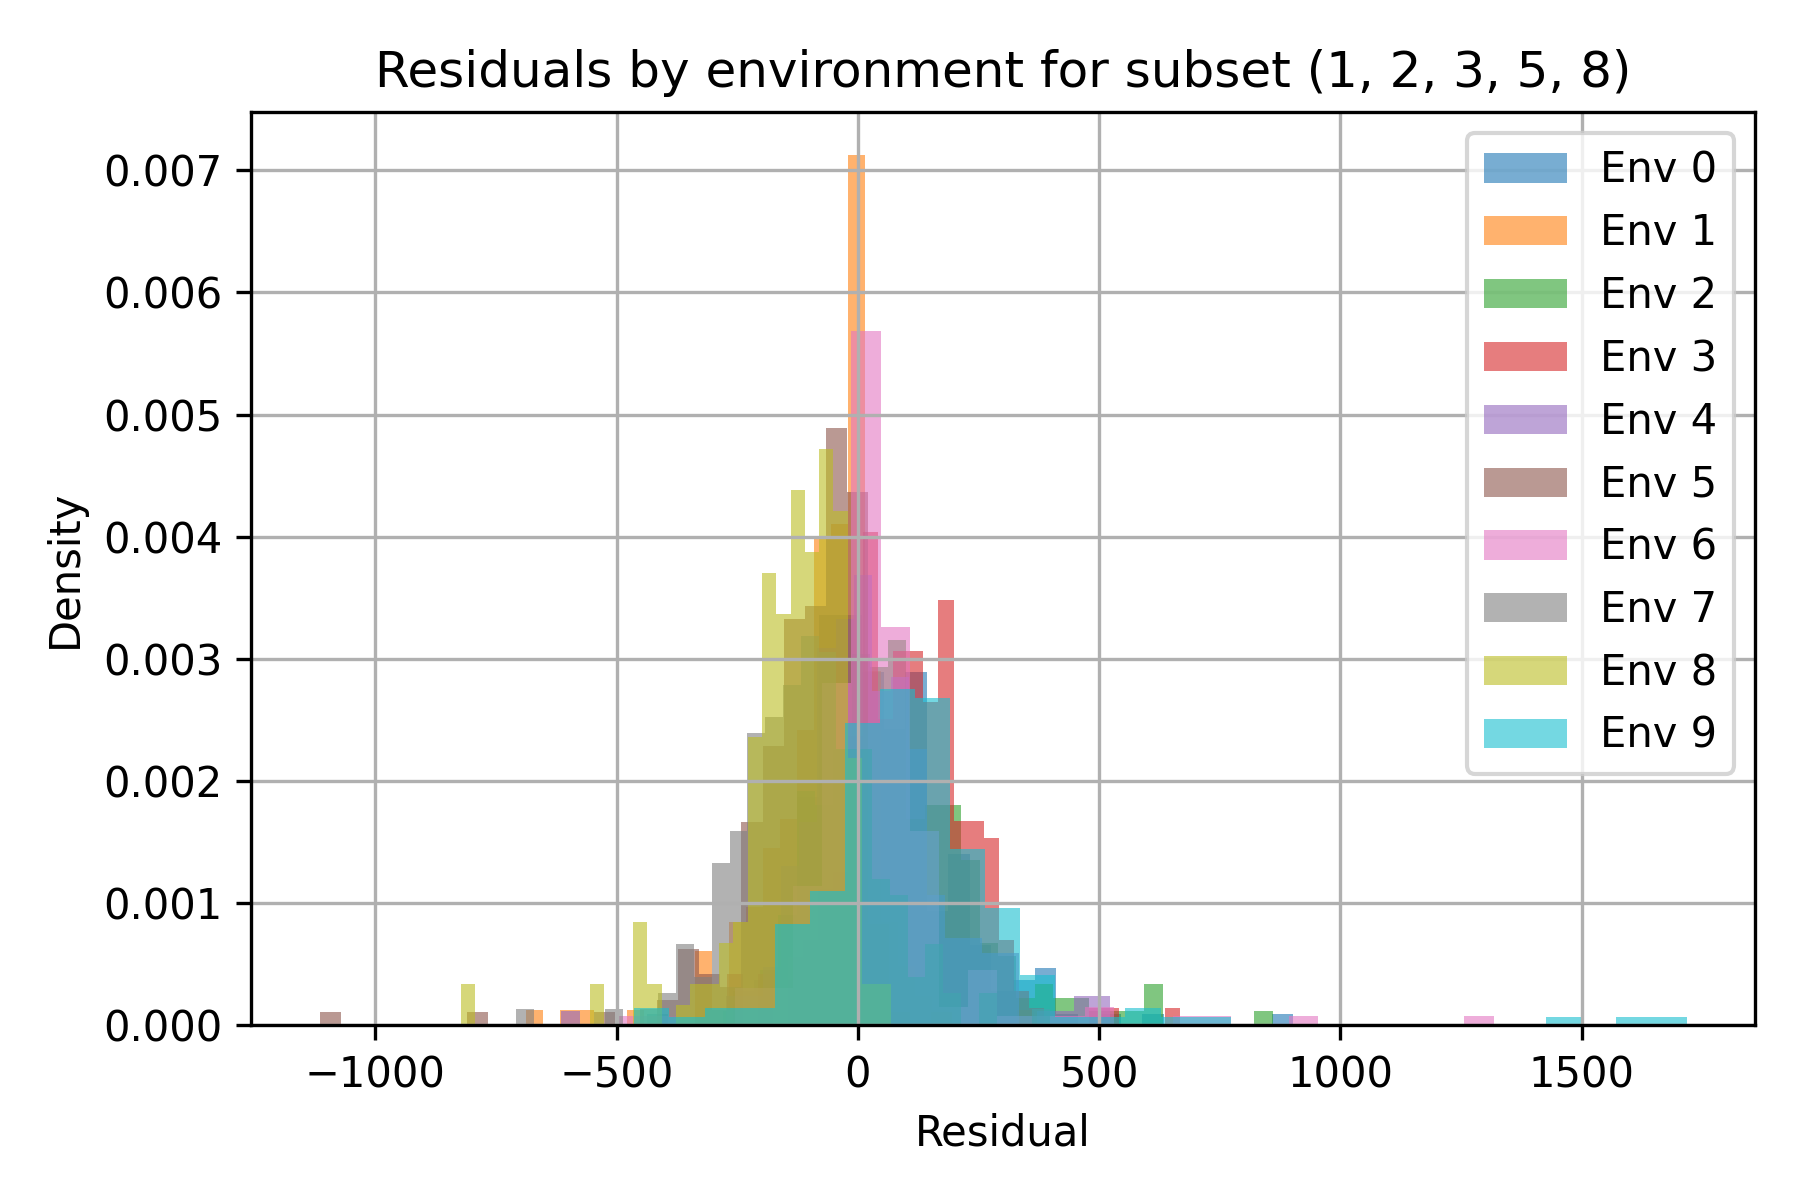 Residuals by environment for subset (1, 2, 3, 5, 8)
0.007
0.006
0.005
0.004
0.003
0.002
0.001
0.000
Density
−1000
−500
0
500
1000
1500
Residual
Env 0
Env 1
Env 2
Env 3
Env 4
Env 5
Env 6
Env 7
Env 8
Env 9